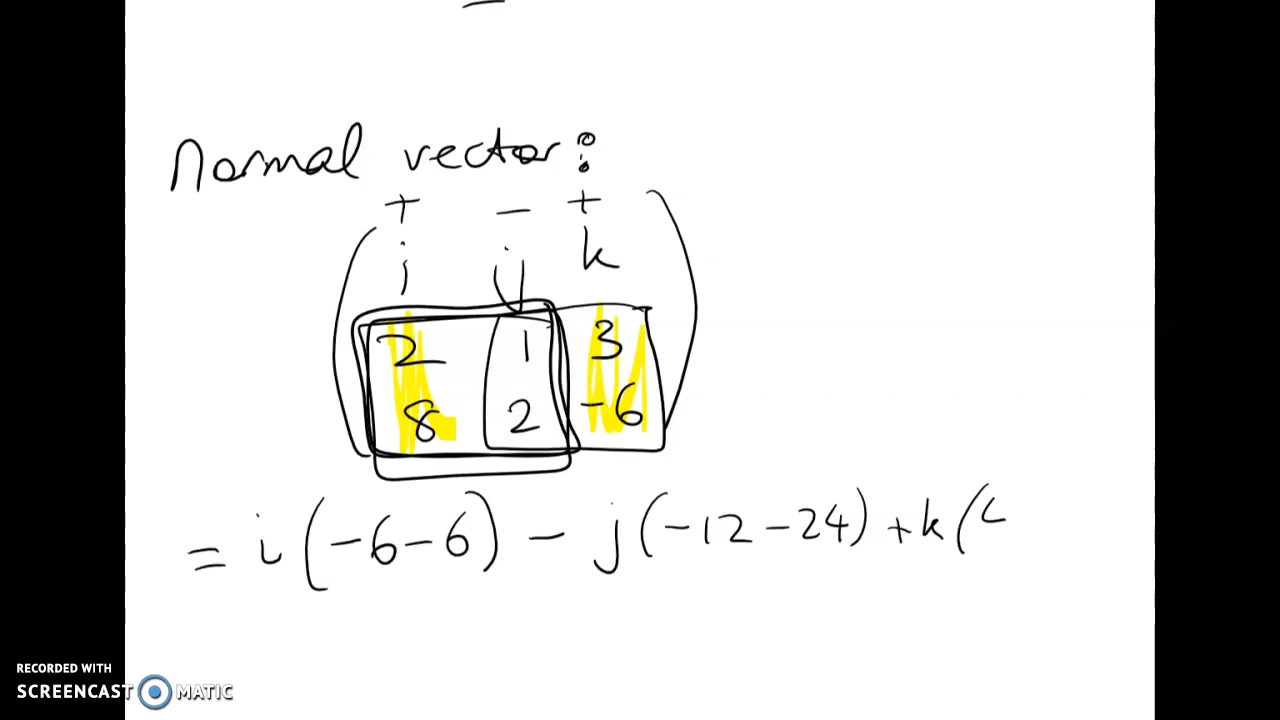 Normal vector:
+ - +
i j k
2 1 3
8 2 -6
= i(-6-6) - j(-12-24) + k(
RECORDED WITH
SCREENCAST MATIC